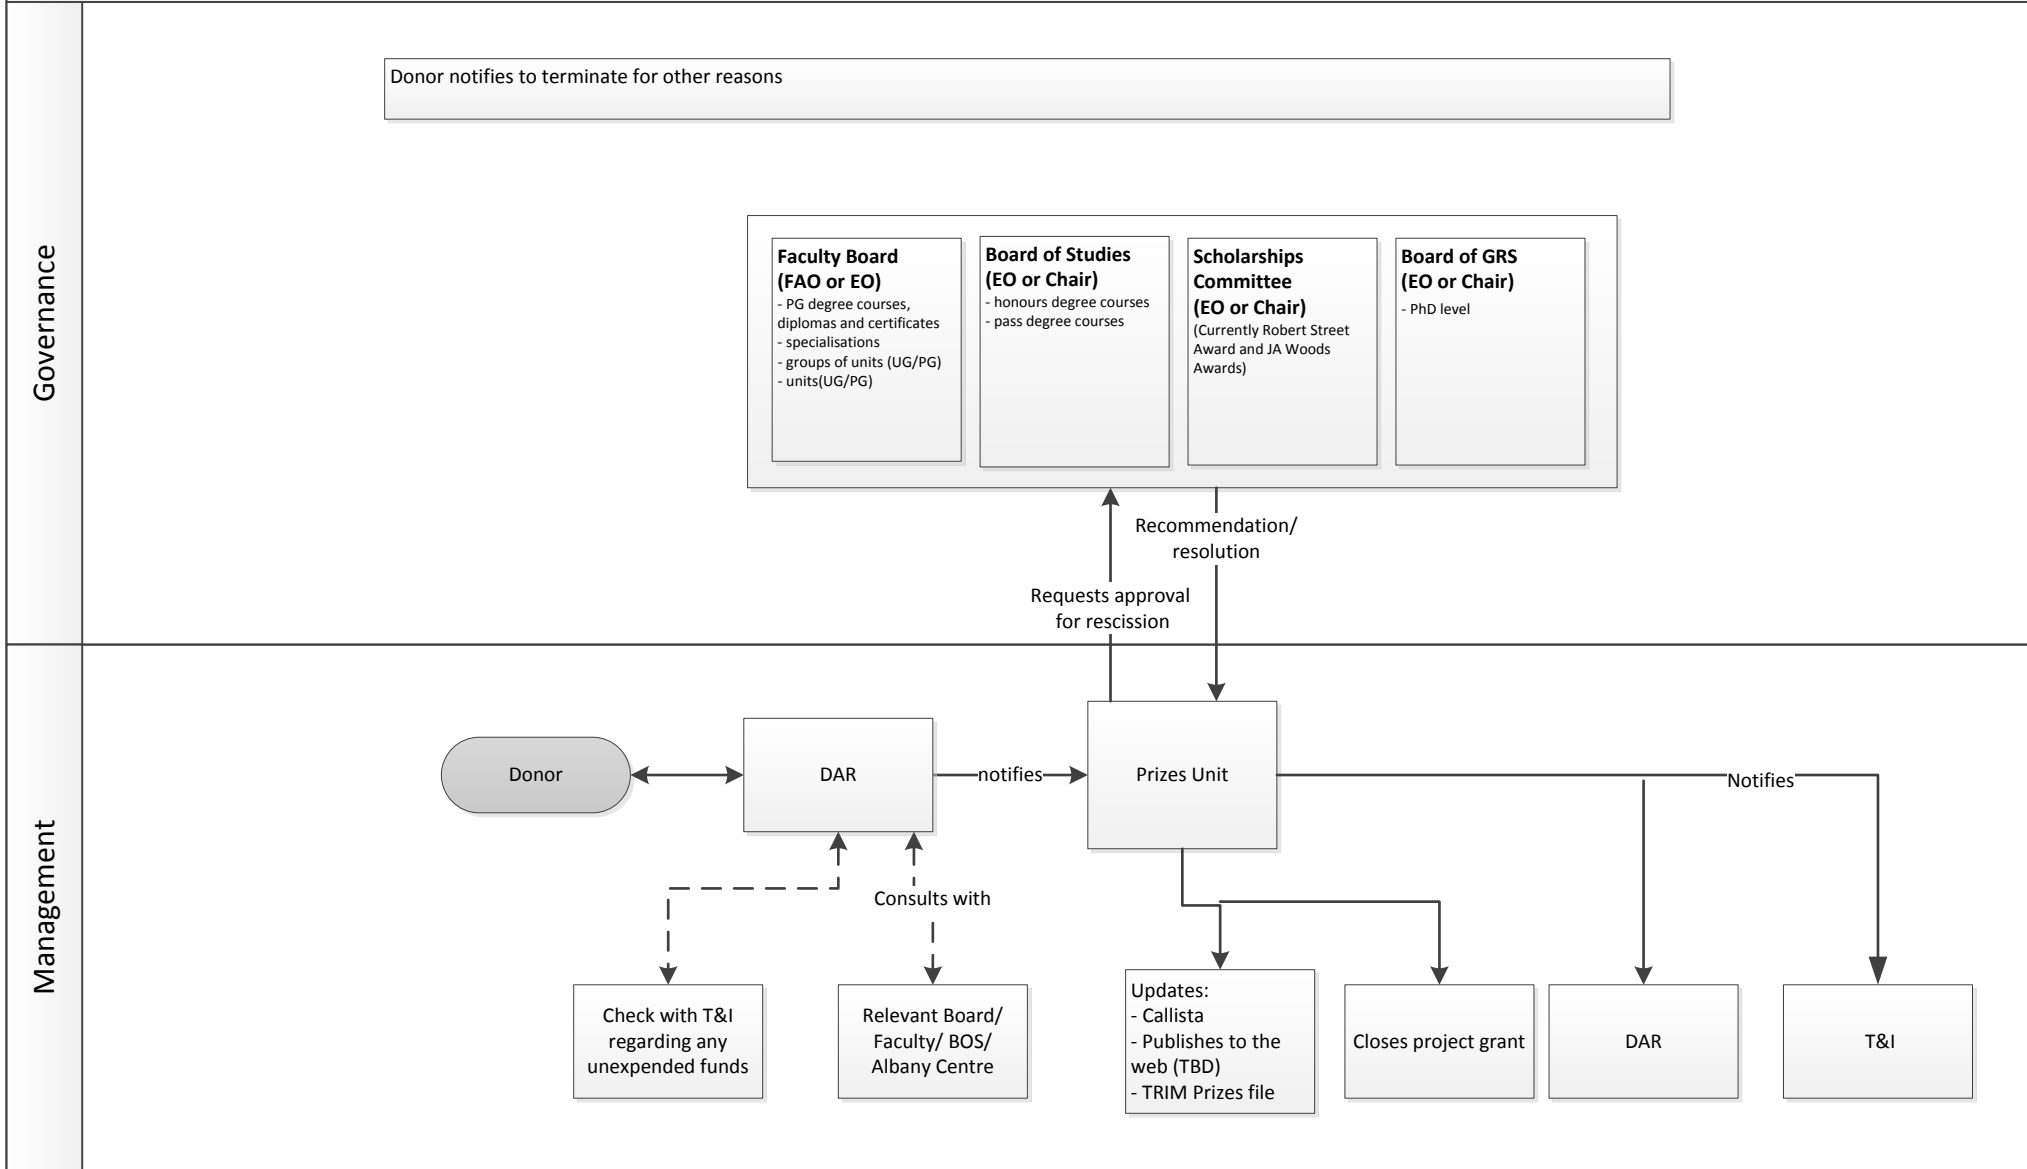 Governance
Donor notifies to terminate for other reasons
Faculty Board
(FAO or EO)
- PG degree courses,
diplomas and certificates
- specialisations
- groups of units (UG/PG)
- units(UG/PG)
Board of Studies
(EO or Chair)
- honours degree courses
- pass degree courses
Scholarships
Committee
(EO or Chair)
(Currently Robert Street
Award and JA Woods
Awards)
Board of GRS
(EO or Chair)
- PhD level
Recommendation/
resolution
Requests approval
for rescission
Management
Donor
DAR
notifies
Prizes Unit
Notifies
Consults with
Check with T&I
regarding any
unexpended funds
Relevant Board/
Faculty/ BOS/
Albany Centre
Updates:
- Callista
- Publishes to the
web (TBD)
- TRIM Prizes file
Closes project grant
DAR
T&I